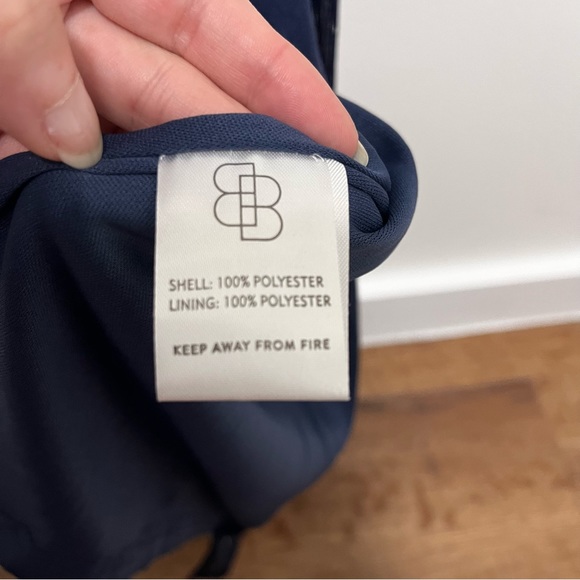 SHELL: 100% POLYESTER
LINING: 100% POLYESTER
KEEP AWAY FROM FIRE